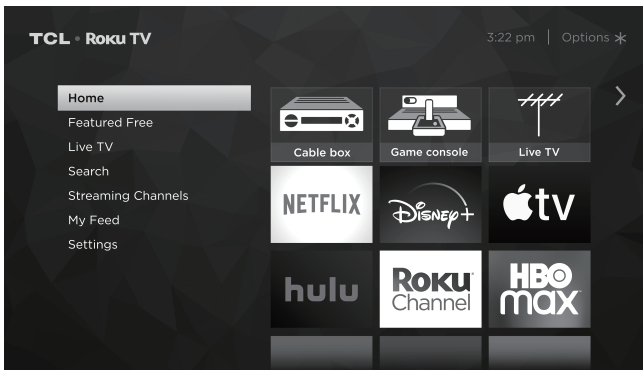 TCL • Roku TV
3:22 pm | Options
Home
Featured Free
Live TV
Search
Streaming Channels
My Feed
Settings
Cable box
Game console
Live TV
NETFLIX
Disney+
tv
hulu
Roku
Channel
HBO
max